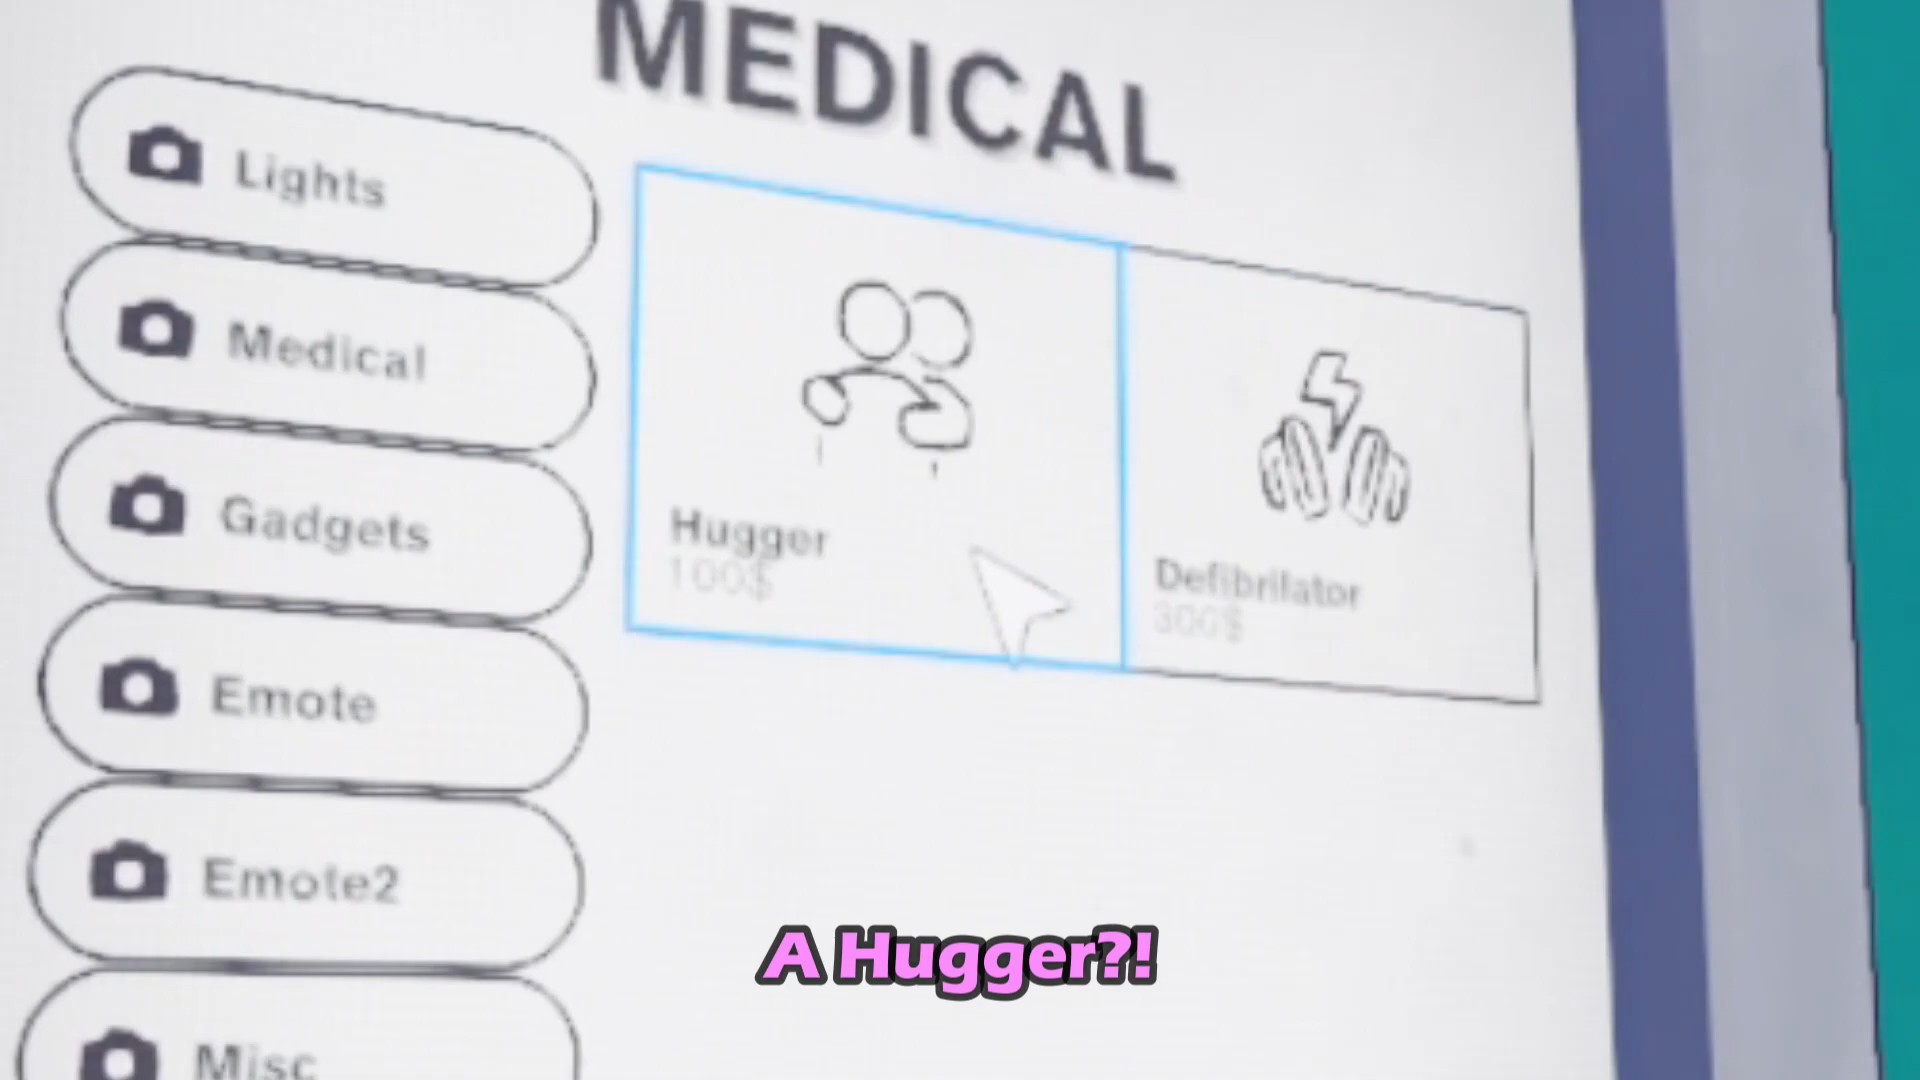 MEDICAL
Lights
Medical
Gadgets
Emote
Emote2
Misc
Hugger
100$
Defibrilator
300$
A Hugger?!